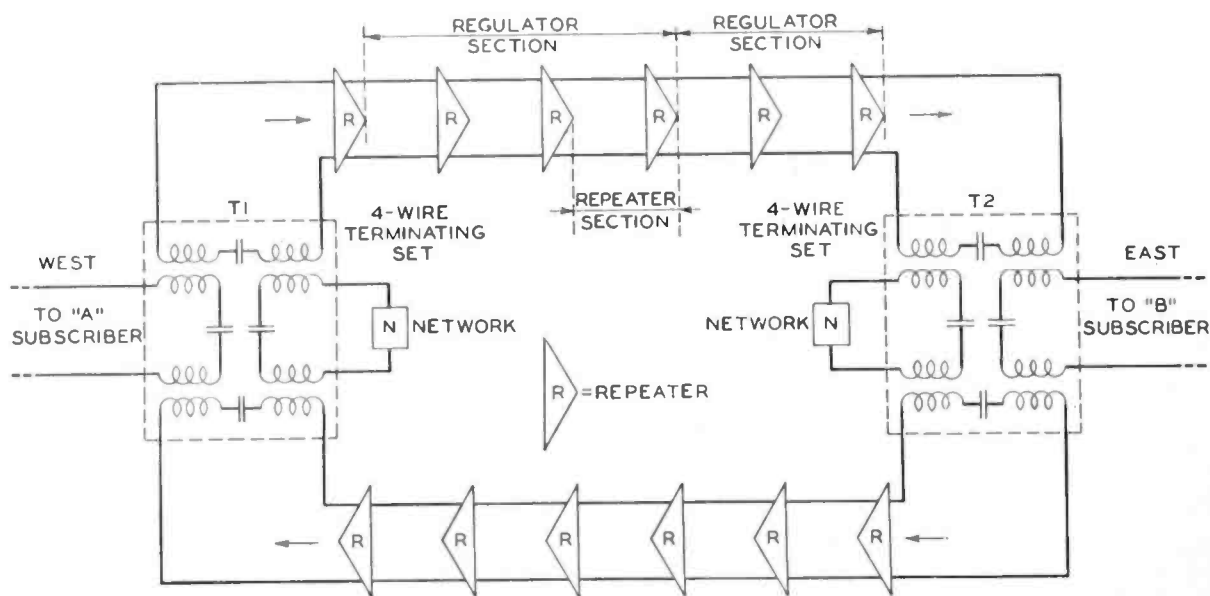 REGULATOR
SECTION
REGULATOR
SECTION
R
R
R
R
R
R
REPEATER
SECTION
T1
4-WIRE
TERMINATING
SET
4-WIRE
TERMINATING
SET
T2
WEST
TO "A"
SUBSCRIBER
N
NETWORK
NETWORK
N
EAST
TO "B"
SUBSCRIBER
R
=REPEATER
R
R
R
R
R
R